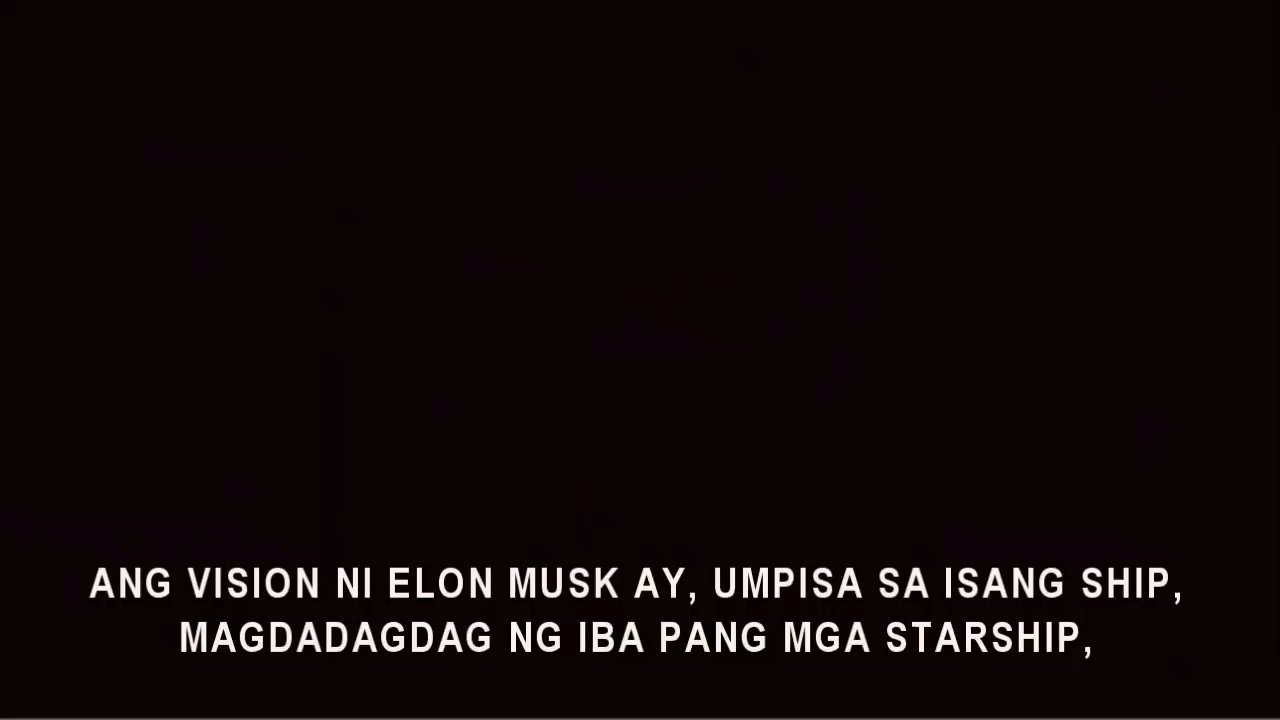 ANG VISION NI ELON MUSK AY, UMPISA SA ISANG SHIP,
MAGDADAGDAG NG IBA PANG MGA STARSHIP,